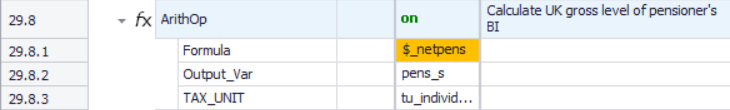 29.8 fx ArithOp on Calculate UK gross level of pensioner's BI
29.8.1 Formula $_netpens
29.8.2 Output_Var pens_s
29.8.3 TAX_UNIT tu_individ...